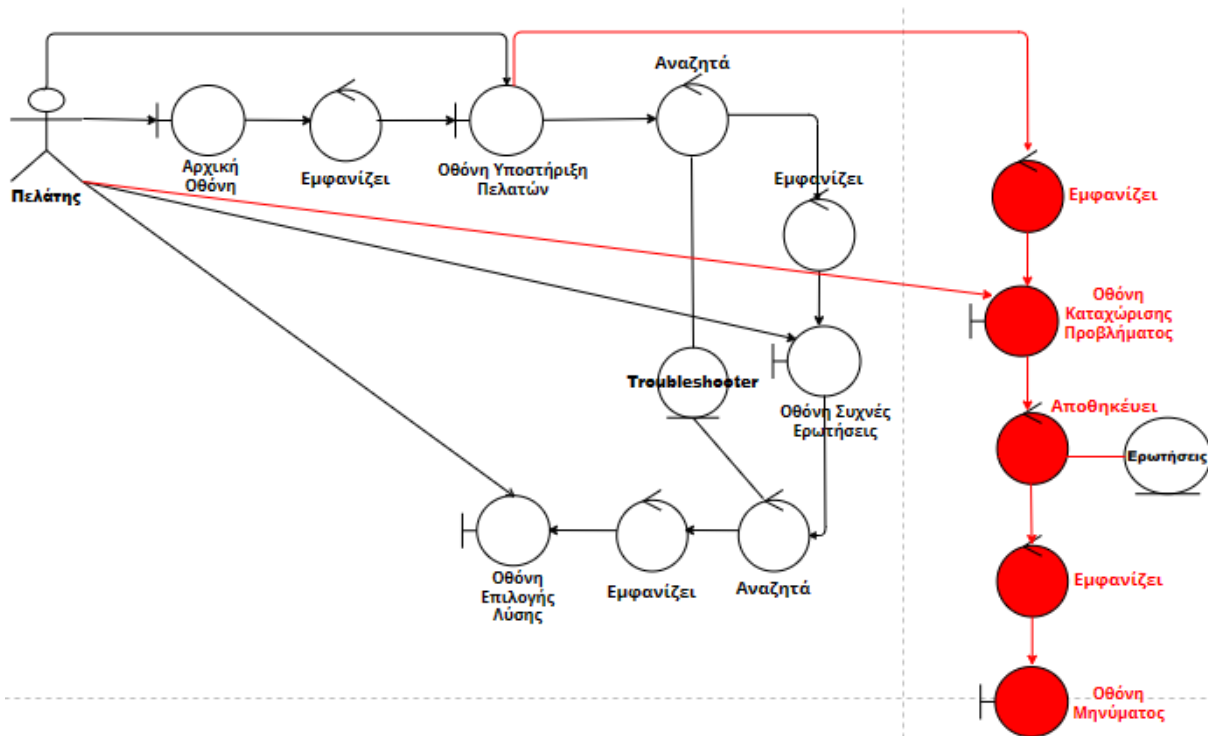 Αναζητά
Πελάτης
Αρχική
Οθόνη
Εμφανίζει
Οθόνη Υποστήριξη
Πελατών
Εμφανίζει
Εμφανίζει
Οθόνη
Καταχώρισης
Προβλήματος
Troubleshooter
Οθόνη Συχνές
Ερωτήσεις
Αποθηκέυει
Ερωτήσεις
Οθόνη
Επιλογής
Λύσης
Εμφανίζει
Αναζητά
Εμφανίζει
Οθόνη
Μηνύματος